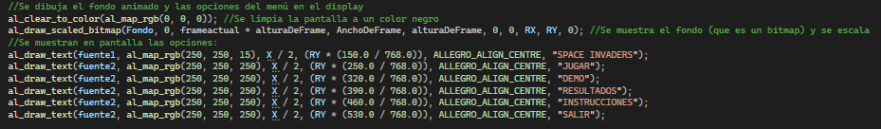 //Se dibuja el fondo animado y las opciones del menú en el display
al_clear_to_color(al_map_rgb(0, 0, 0)); //Se limpia la pantalla a un color negro
al_draw_scaled_bitmap(Fondo, 0, frameactual * alturaDeFrame, AnchoDeFrame, alturaDeFrame, 0, 0, RX, RY, 0); //Se muestra el fondo (que es un bitmap) y se escala
//Se muestran en pantalla las opciones:
al_draw_text(fuente1, al_map_rgb(250, 250, 15), X / 2, (RY * (150.0 / 768.0)), ALLEGRO_ALIGN_CENTRE, "SPACE INVADERS");
al_draw_text(fuente2, al_map_rgb(250, 250, 250), X / 2, (RY * (250.0 / 768.0)), ALLEGRO_ALIGN_CENTRE, "JUGAR");
al_draw_text(fuente2, al_map_rgb(250, 250, 250), X / 2, (RY * (320.0 / 768.0)), ALLEGRO_ALIGN_CENTRE, "DEMO");
al_draw_text(fuente2, al_map_rgb(250, 250, 250), X / 2, (RY * (390.0 / 768.0)), ALLEGRO_ALIGN_CENTRE, "RESULTADOS");
al_draw_text(fuente2, al_map_rgb(250, 250, 250), X / 2, (RY * (460.0 / 768.0)), ALLEGRO_ALIGN_CENTRE, "INSTRUCCIONES");
al_draw_text(fuente2, al_map_rgb(250, 250, 250), X / 2, (RY * (530.0 / 768.0)), ALLEGRO_ALIGN_CENTRE, "SALIR");